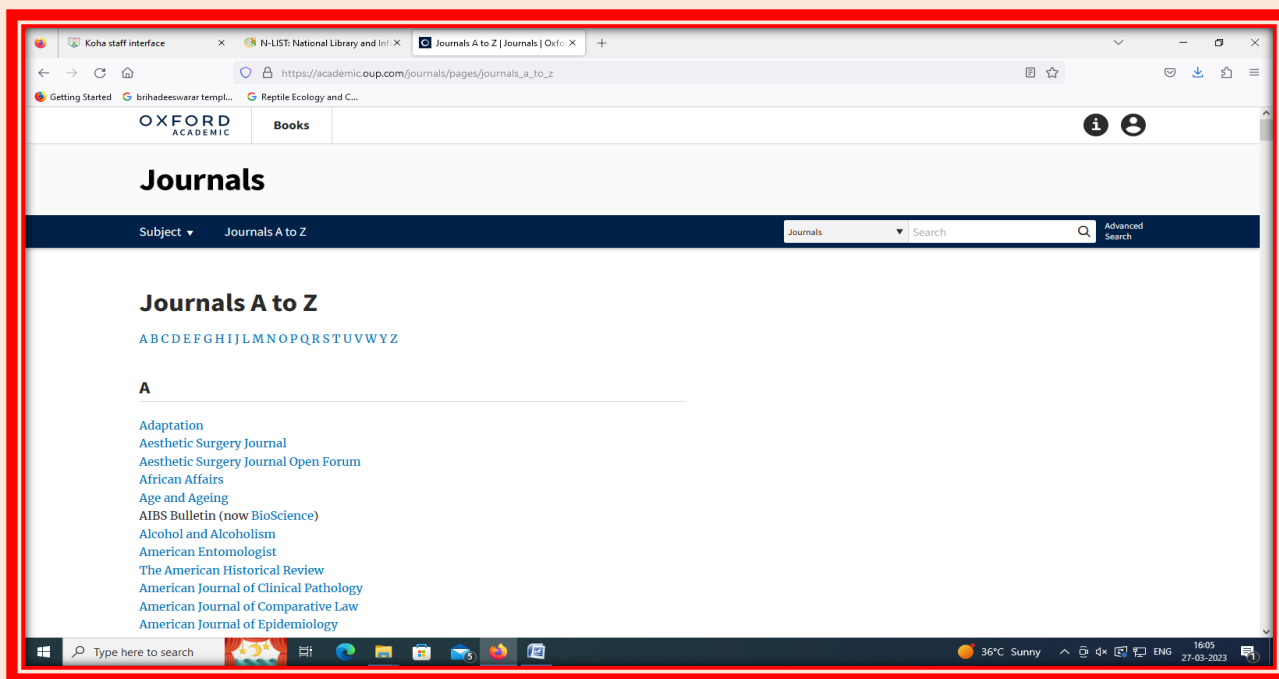 Koha staff interface
N-LIST: National Library and Inf
Journals A to Z | Journals | Oxfo
https://academic.oup.com/journals/pages/journals_a_to_z
Getting Started
brihadeeswarar templ...
Reptile Ecology and C...
OXFORD
ACADEMIC
Books
Journals
Subject
Journals A to Z
Journals
Search
Advanced
Search
Journals A to Z
A B C D E F G H I J L M N O P Q R S T U V W Y Z
A
Adaptation
Aesthetic Surgery Journal
Aesthetic Surgery Journal Open Forum
African Affairs
Age and Ageing
AIBS Bulletin (now BioScience)
Alcohol and Alcoholism
American Entomologist
The American Historical Review
American Journal of Clinical Pathology
American Journal of Comparative Law
American Journal of Epidemiology
Type here to search
5
36°C Sunny
ENG
16:05
27-03-2023
1